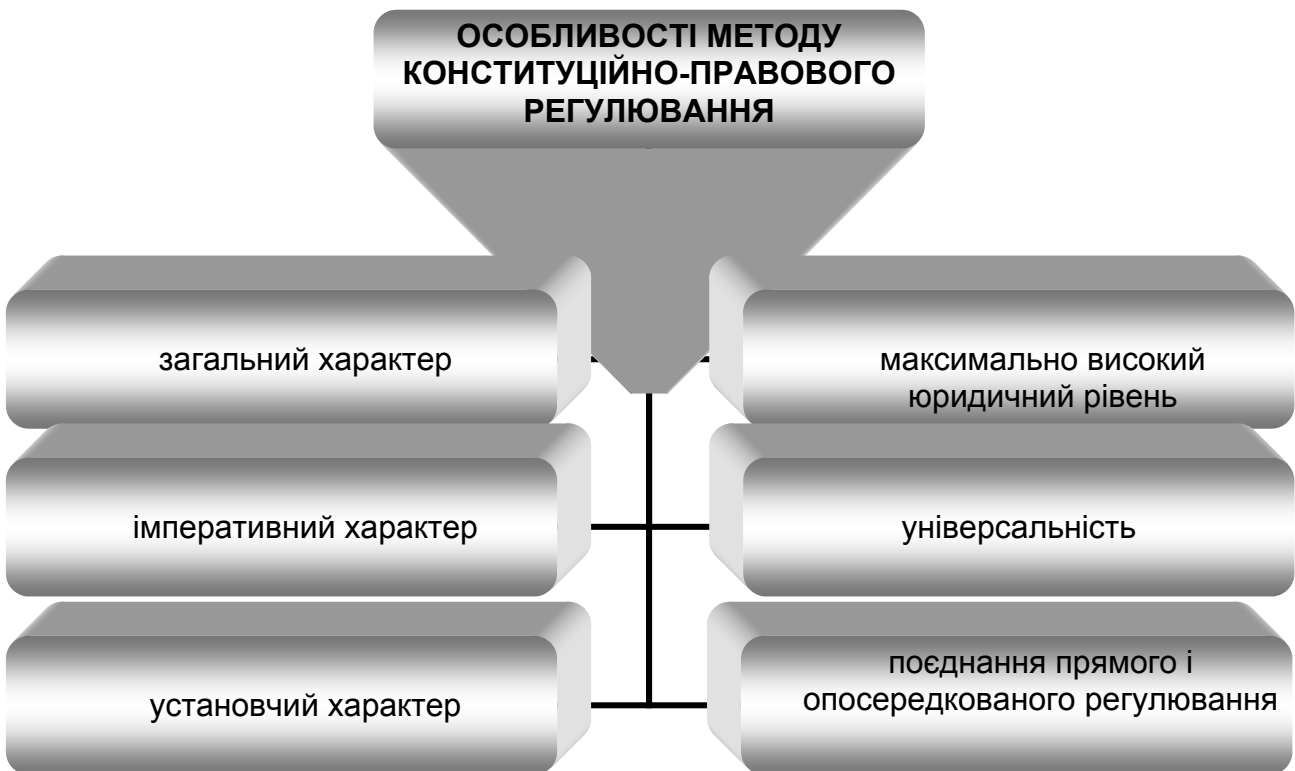 ОСОБЛИВОСТІ МЕТОДУ
КОНСТИТУЦІЙНО-ПРАВОВОГО
РЕГУЛЮВАННЯ
загальний характер
максимально високий
юридичний рівень
імперативний характер
універсальність
установчий характер
поєднання прямого і
опосередкованого регулювання